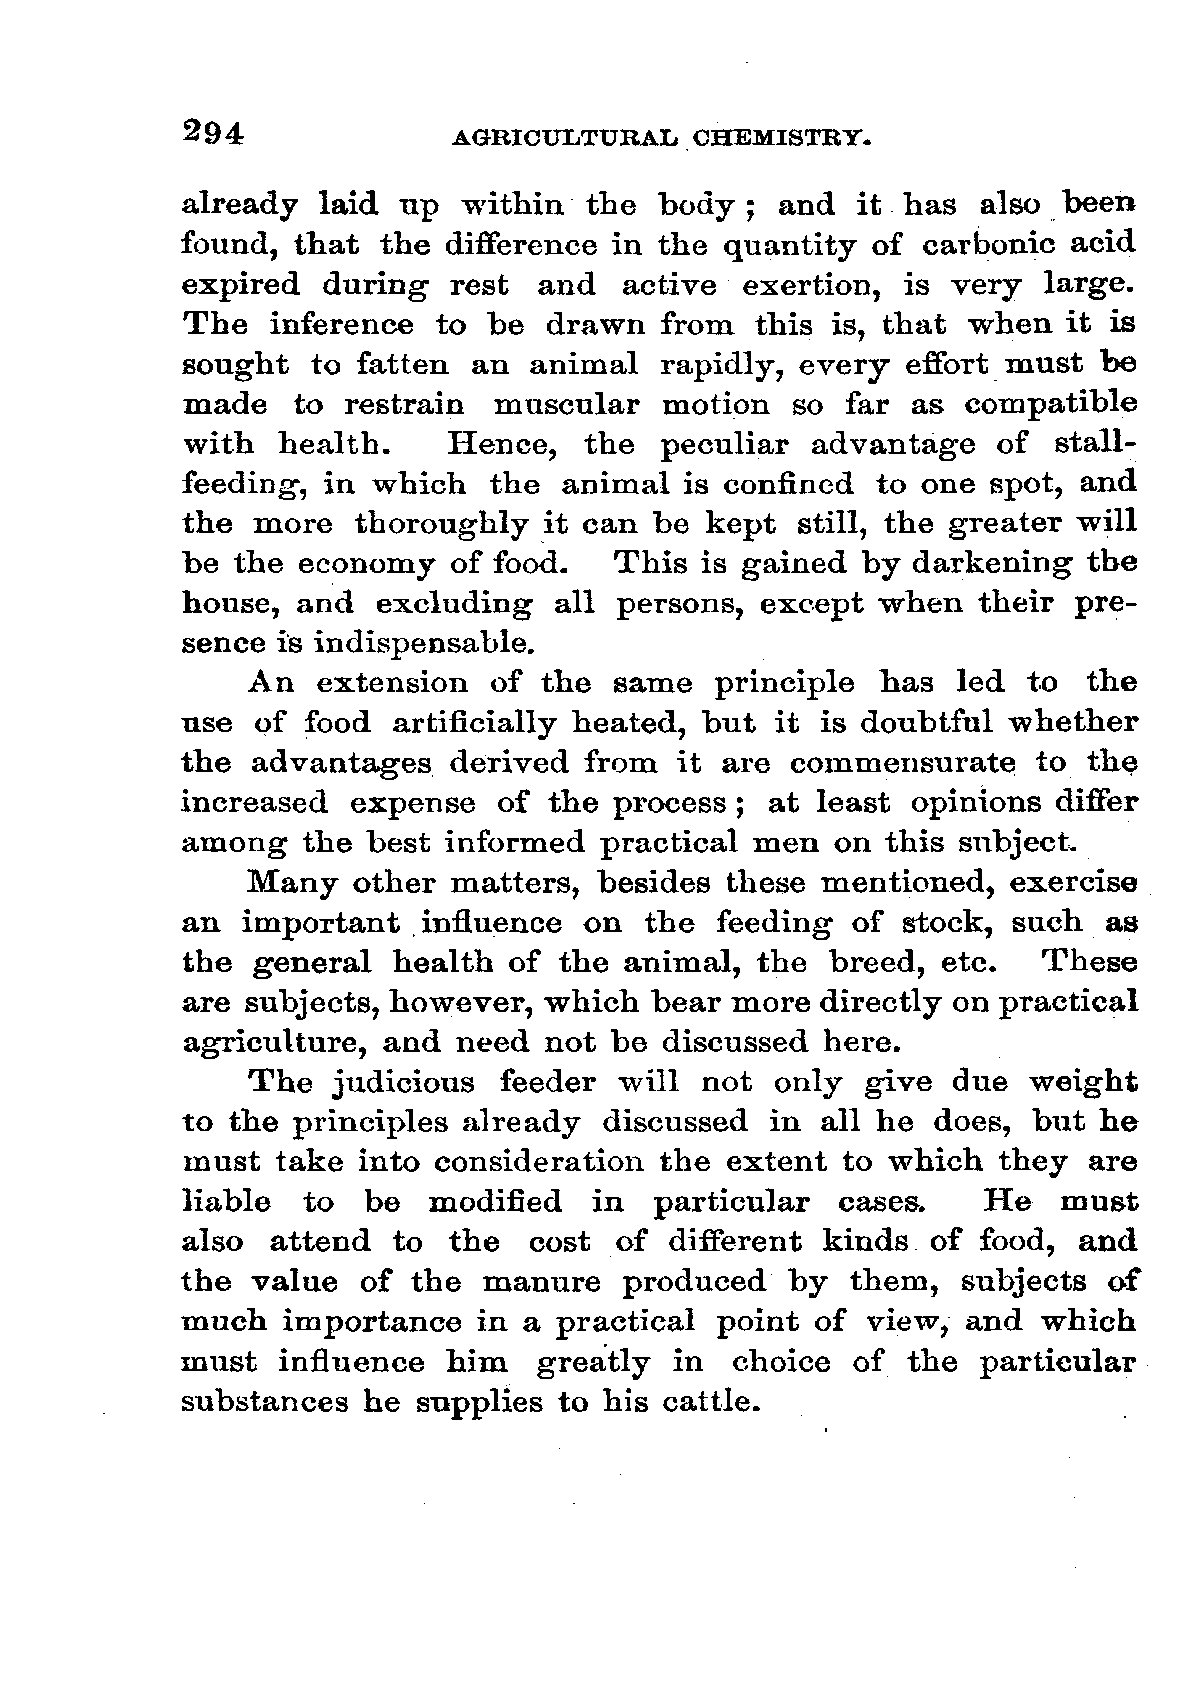 294 AGRICULTURAL CHEMISTRY.
already laid up within the body ; and it has also been
found, that the difference in the quantity of carbonic acid
expired during rest and active exertion, is very large.
The inference to be drawn from this is, that when it is
sought to fatten an animal rapidly, every effort must be
made to restrain muscular motion so far as compatible
with health. Hence, the peculiar advantage of stall-
feeding, in which the animal is confined to one spot, and
the more thoroughly it can be kept still, the greater will
be the economy of food. This is gained by darkening the
house, and excluding all persons, except when their pre-
sence is indispensable.
An extension of the same principle has led to the
use of food artificially heated, but it is doubtful whether
the advantages derived from it are commensurate to the
increased expense of the process ; at least opinions differ
among the best informed practical men on this subject.
Many other matters, besides these mentioned, exercise
an important influence on the feeding of stock, such as
the general health of the animal, the breed, etc. These
are subjects, however, which bear more directly on practical
agriculture, and need not be discussed here.
The judicious feeder will not only give due weight
to the principles already discussed in all he does, but he
must take into consideration the extent to which they are
liable to be modified in particular cases. He must
also attend to the cost of different kinds of food, and
the value of the manure produced by them, subjects of
much importance in a practical point of view, and which
must influence him greatly in choice of the particular
substances he supplies to his cattle.